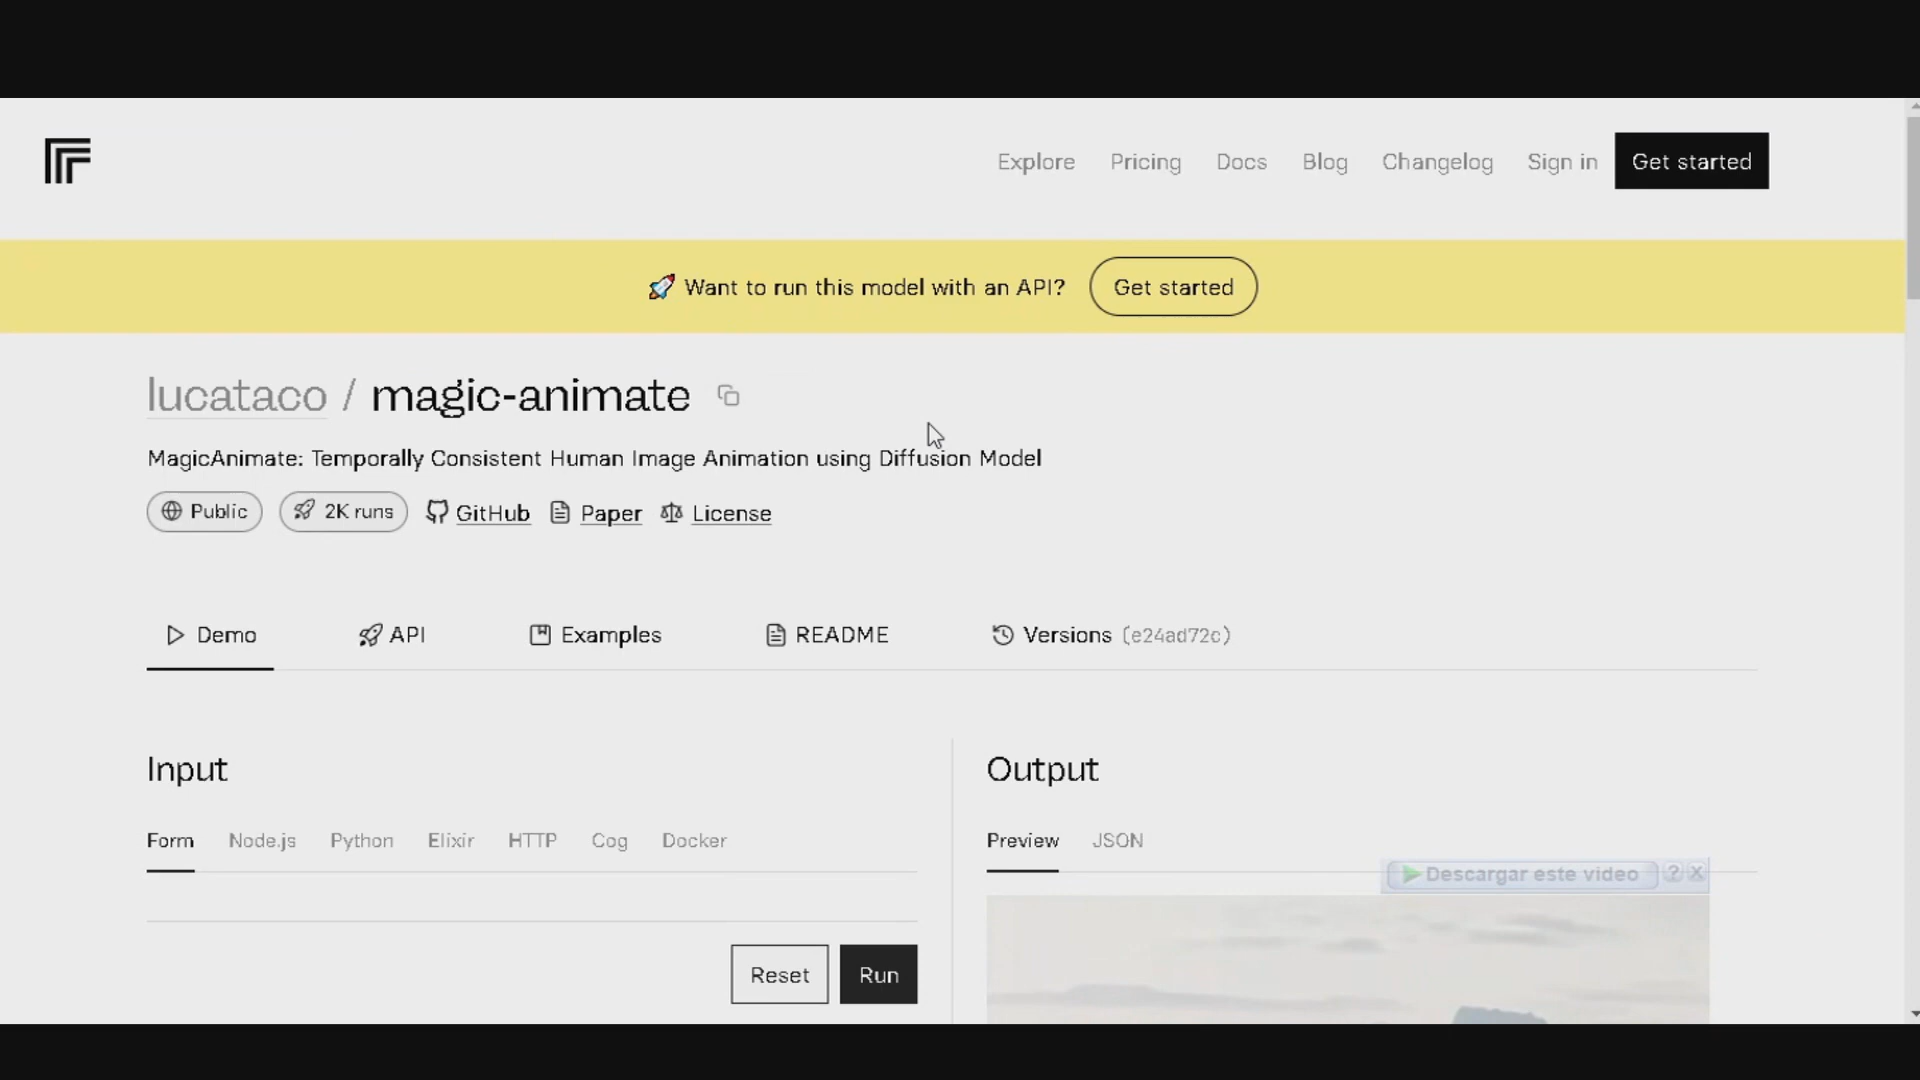 Explore Pricing Docs Blog Changelog Sign in Get started
🚀 Want to run this model with an API? Get started
lucataco / magic-animate
MagicAnimate: Temporally Consistent Human Image Animation using Diffusion Model
Public 2K runs GitHub Paper License
Demo API Examples README Versions (e24ad72c)
Input
Output
Form Node.js Python Elixir HTTP Cog Docker
Preview JSON
Descargar este video ? X
Reset Run